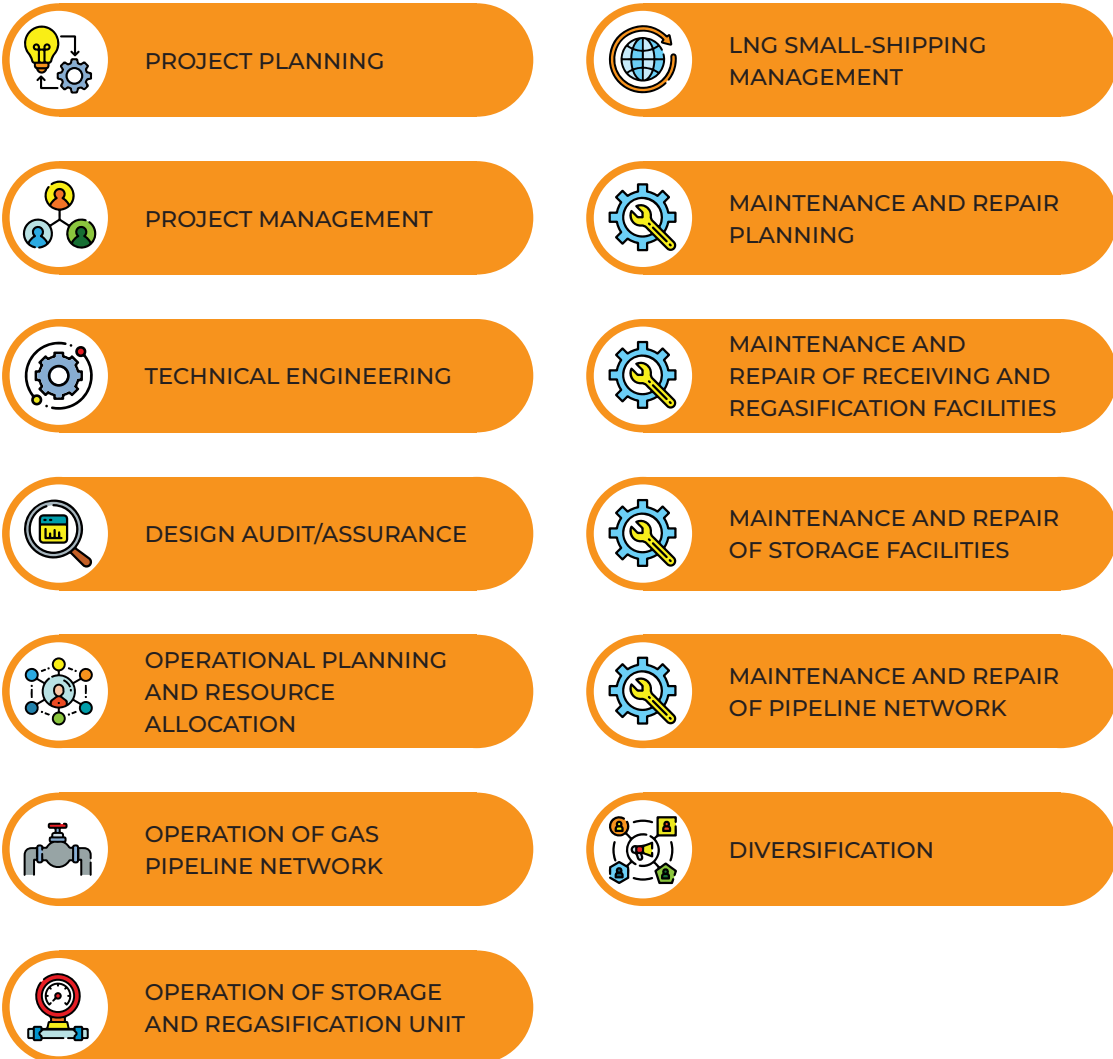 PROJECT PLANNING
PROJECT MANAGEMENT
TECHNICAL ENGINEERING
DESIGN AUDIT/ASSURANCE
OPERATIONAL PLANNING
AND RESOURCE
ALLOCATION
OPERATION OF GAS
PIPELINE NETWORK
OPERATION OF STORAGE
AND REGASIFICATION UNIT
LNG SMALL-SHIPPING
MANAGEMENT
MAINTENANCE AND REPAIR
PLANNING
MAINTENANCE AND
REPAIR OF RECEIVING AND
REGASIFICATION FACILITIES
MAINTENANCE AND REPAIR
OF STORAGE FACILITIES
MAINTENANCE AND REPAIR
OF PIPELINE NETWORK
DIVERSIFICATION